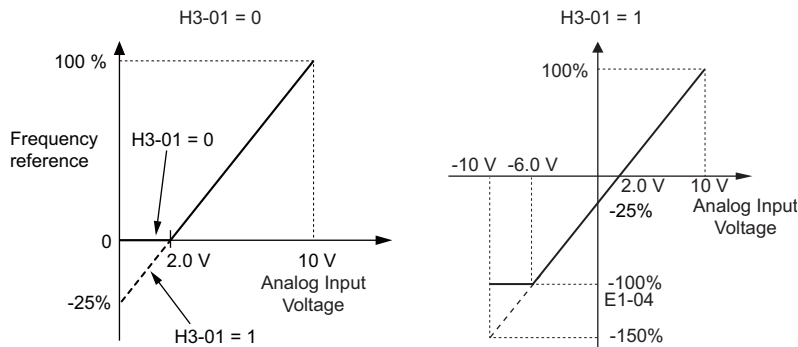 H3-01 = 0
100 %
Frequency
reference
H3-01 = 0
0
2.0 V
10 V
Analog Input
Voltage
-25%
H3-01 = 1
H3-01 = 1
100%
-10 V
-6.0 V
2.0 V
10 V
-25%
Analog Input
Voltage
-100%
E1-04
-150%